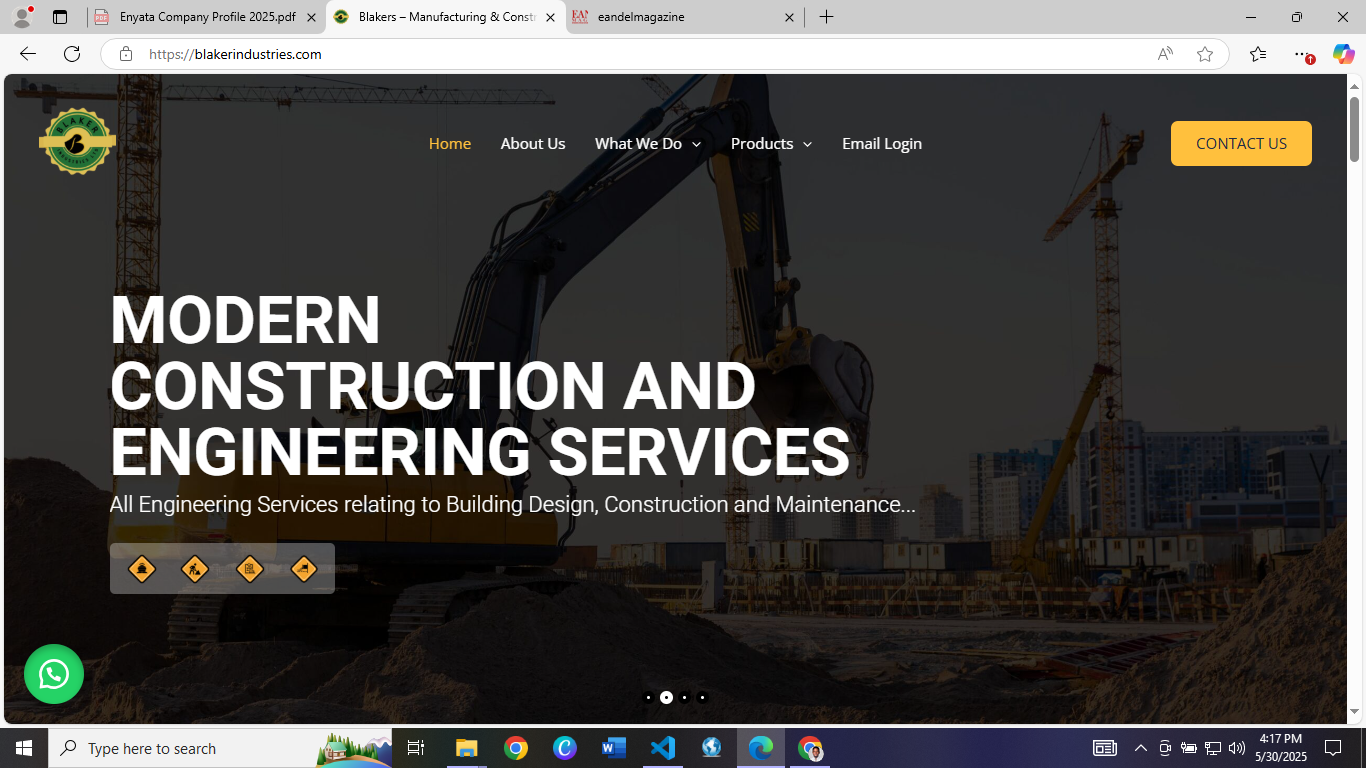 Enyata Company Profile 2025.pdf
Blakers – Manufacturing & Constr
eandelmagazine
https://blakerindustries.com
BLAKER
INDUSTRIES LTD
Home
About Us
What We Do
Products
Email Login
CONTACT US
MODERN
CONSTRUCTION AND
ENGINEERING SERVICES
All Engineering Services relating to Building Design, Construction and Maintenance...
Type here to search
4:17 PM
5/30/2025